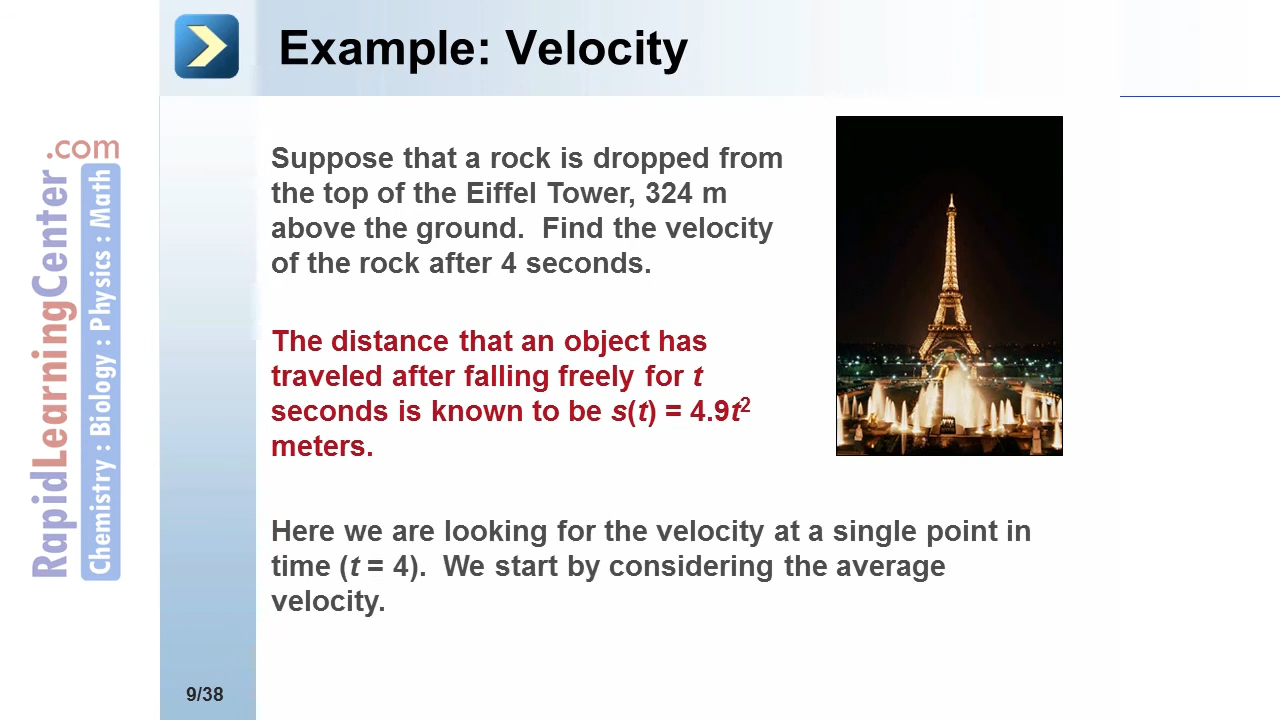 Example: Velocity
Suppose that a rock is dropped from
the top of the Eiffel Tower, 324 m
above the ground. Find the velocity
of the rock after 4 seconds.
The distance that an object has
traveled after falling freely for t
seconds is known to be s(t) = 4.9t²
meters.
Here we are looking for the velocity at a single point in
time (t = 4). We start by considering the average
velocity.
RapidLearningCenter.com
Chemistry : Biology : Physics : Math
9/38